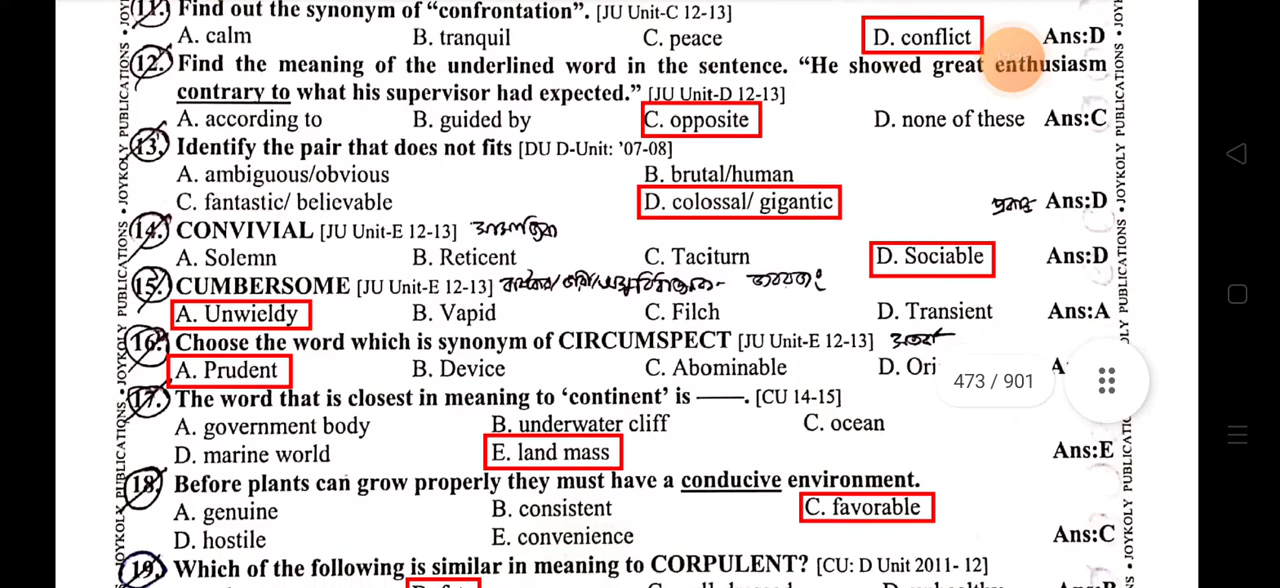 (11.) Find out the synonym of “confrontation”. [JU Unit-C 12-13]
A. calm B. tranquil C. peace D. conflict Ans:D
(12.) Find the meaning of the underlined word in the sentence. “He showed great enthusiasm
contrary to what his supervisor had expected.” [JU Unit-D 12-13]
A. according to B. guided by C. opposite D. none of these Ans:C
(13.) Identify the pair that does not fits [DU D-Unit: '07-08]
A. ambiguous/obvious B. brutal/human
C. fantastic/ believable D. colossal/ gigantic Ans:D
(14.) CONVIVIAL [JU Unit-E 12-13]
A. Solemn B. Reticent C. Taciturn D. Sociable Ans:D
(15.) CUMBERSOME [JU Unit-E 12-13]
A. Unwieldy B. Vapid C. Filch D. Transient Ans:A
(16.) Choose the word which is synonym of CIRCUMSPECT [JU Unit-E 12-13]
A. Prudent B. Device C. Abominable D. Ori A
473 / 901
(17.) The word that is closest in meaning to ‘continent’ is ——. [CU 14-15]
A. government body B. underwater cliff C. ocean
D. marine world E. land mass Ans:E
(18.) Before plants can grow properly they must have a conducive environment.
A. genuine B. consistent C. favorable
D. hostile E. convenience Ans:C
(19.) Which of the following is similar in meaning to CORPULENT? [CU: D Unit 2011- 12]
JOYKOLY PUBLICATIONS • JOYKOLY PUBLICATIONS
JOYKOLY PUBLICATIONS • JOYKOLY PUBLICATIONS